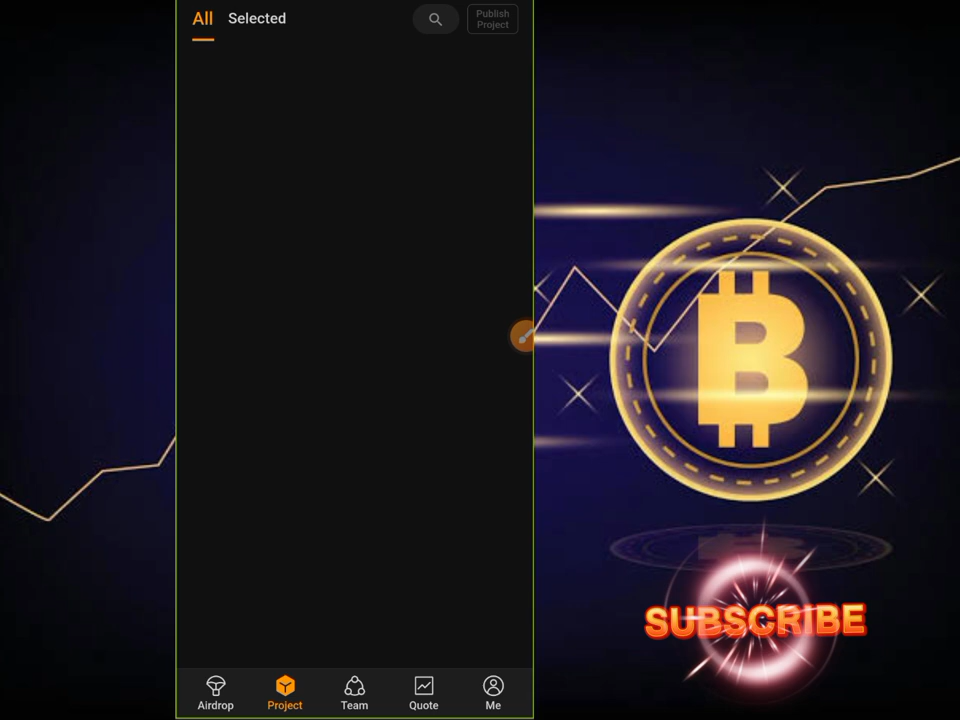 All Selected
Publish
Project
SUBSCRIBE
Airdrop Project Team Quote Me